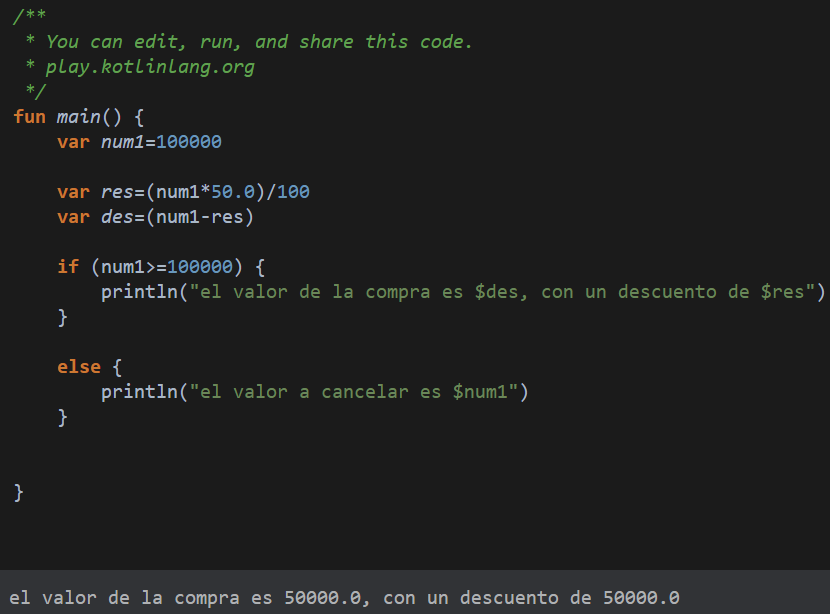 /**
 * You can edit, run, and share this code.
 * play.kotlinlang.org
 */
fun main() {
    var num1=100000
    var res=(num1*50.0)/100
    var des=(num1-res)
    if (num1>=100000) {
        println("el valor de la compra es $des, con un descuento de $res")
    }
    else {
        println("el valor a cancelar es $num1")
    }
}
el valor de la compra es 50000.0, con un descuento de 50000.0